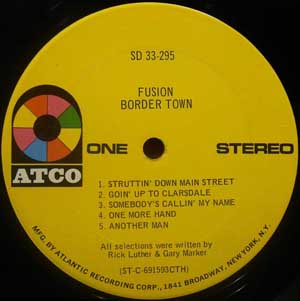 SD 33-295
FUSION
BORDER TOWN
ATCO
ONE
STEREO
1. STRUTTIN' DOWN MAIN STREET
2. GOIN' UP TO CLARSDALE
3. SOMEBODY'S CALLIN' MY NAME
4. ONE MORE HAND
5. ANOTHER MAN
All selections were written by
Rick Luther & Gary Marker
(ST-C-691593CTH)
MFG. BY ATLANTIC RECORDING CORP., 1841 BROADWAY, NEW YORK, N.Y.